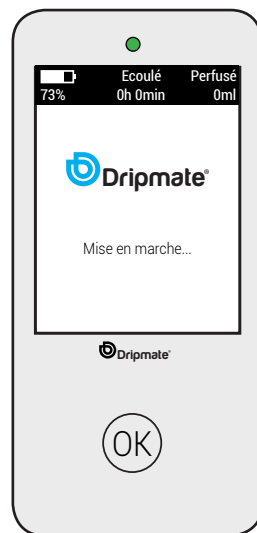 Ecoulé Perfusé
73% 0h 0min 0ml
Dripmate®
Mise en marche...
Dripmate®
OK